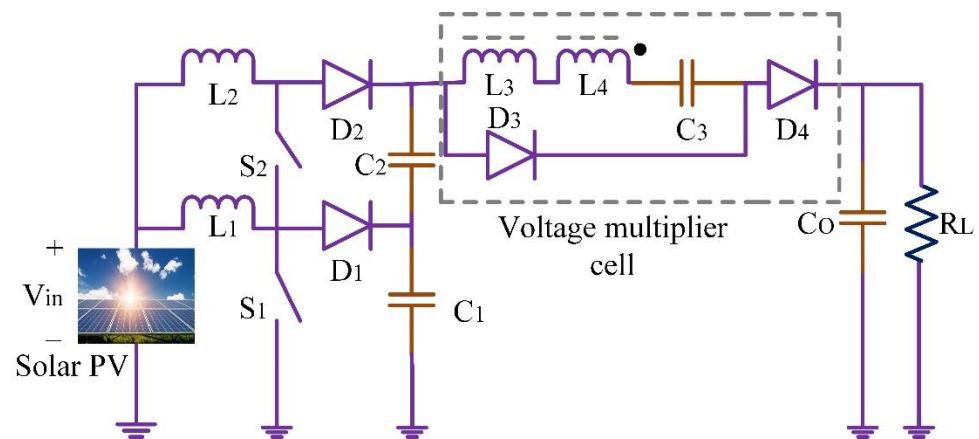 L2
D2
L3
L4
C3
D4
D3
S2
C2
L1
D1
Voltage multiplier
cell
CO
RL
+
Vin
−
S1
C1
Solar PV